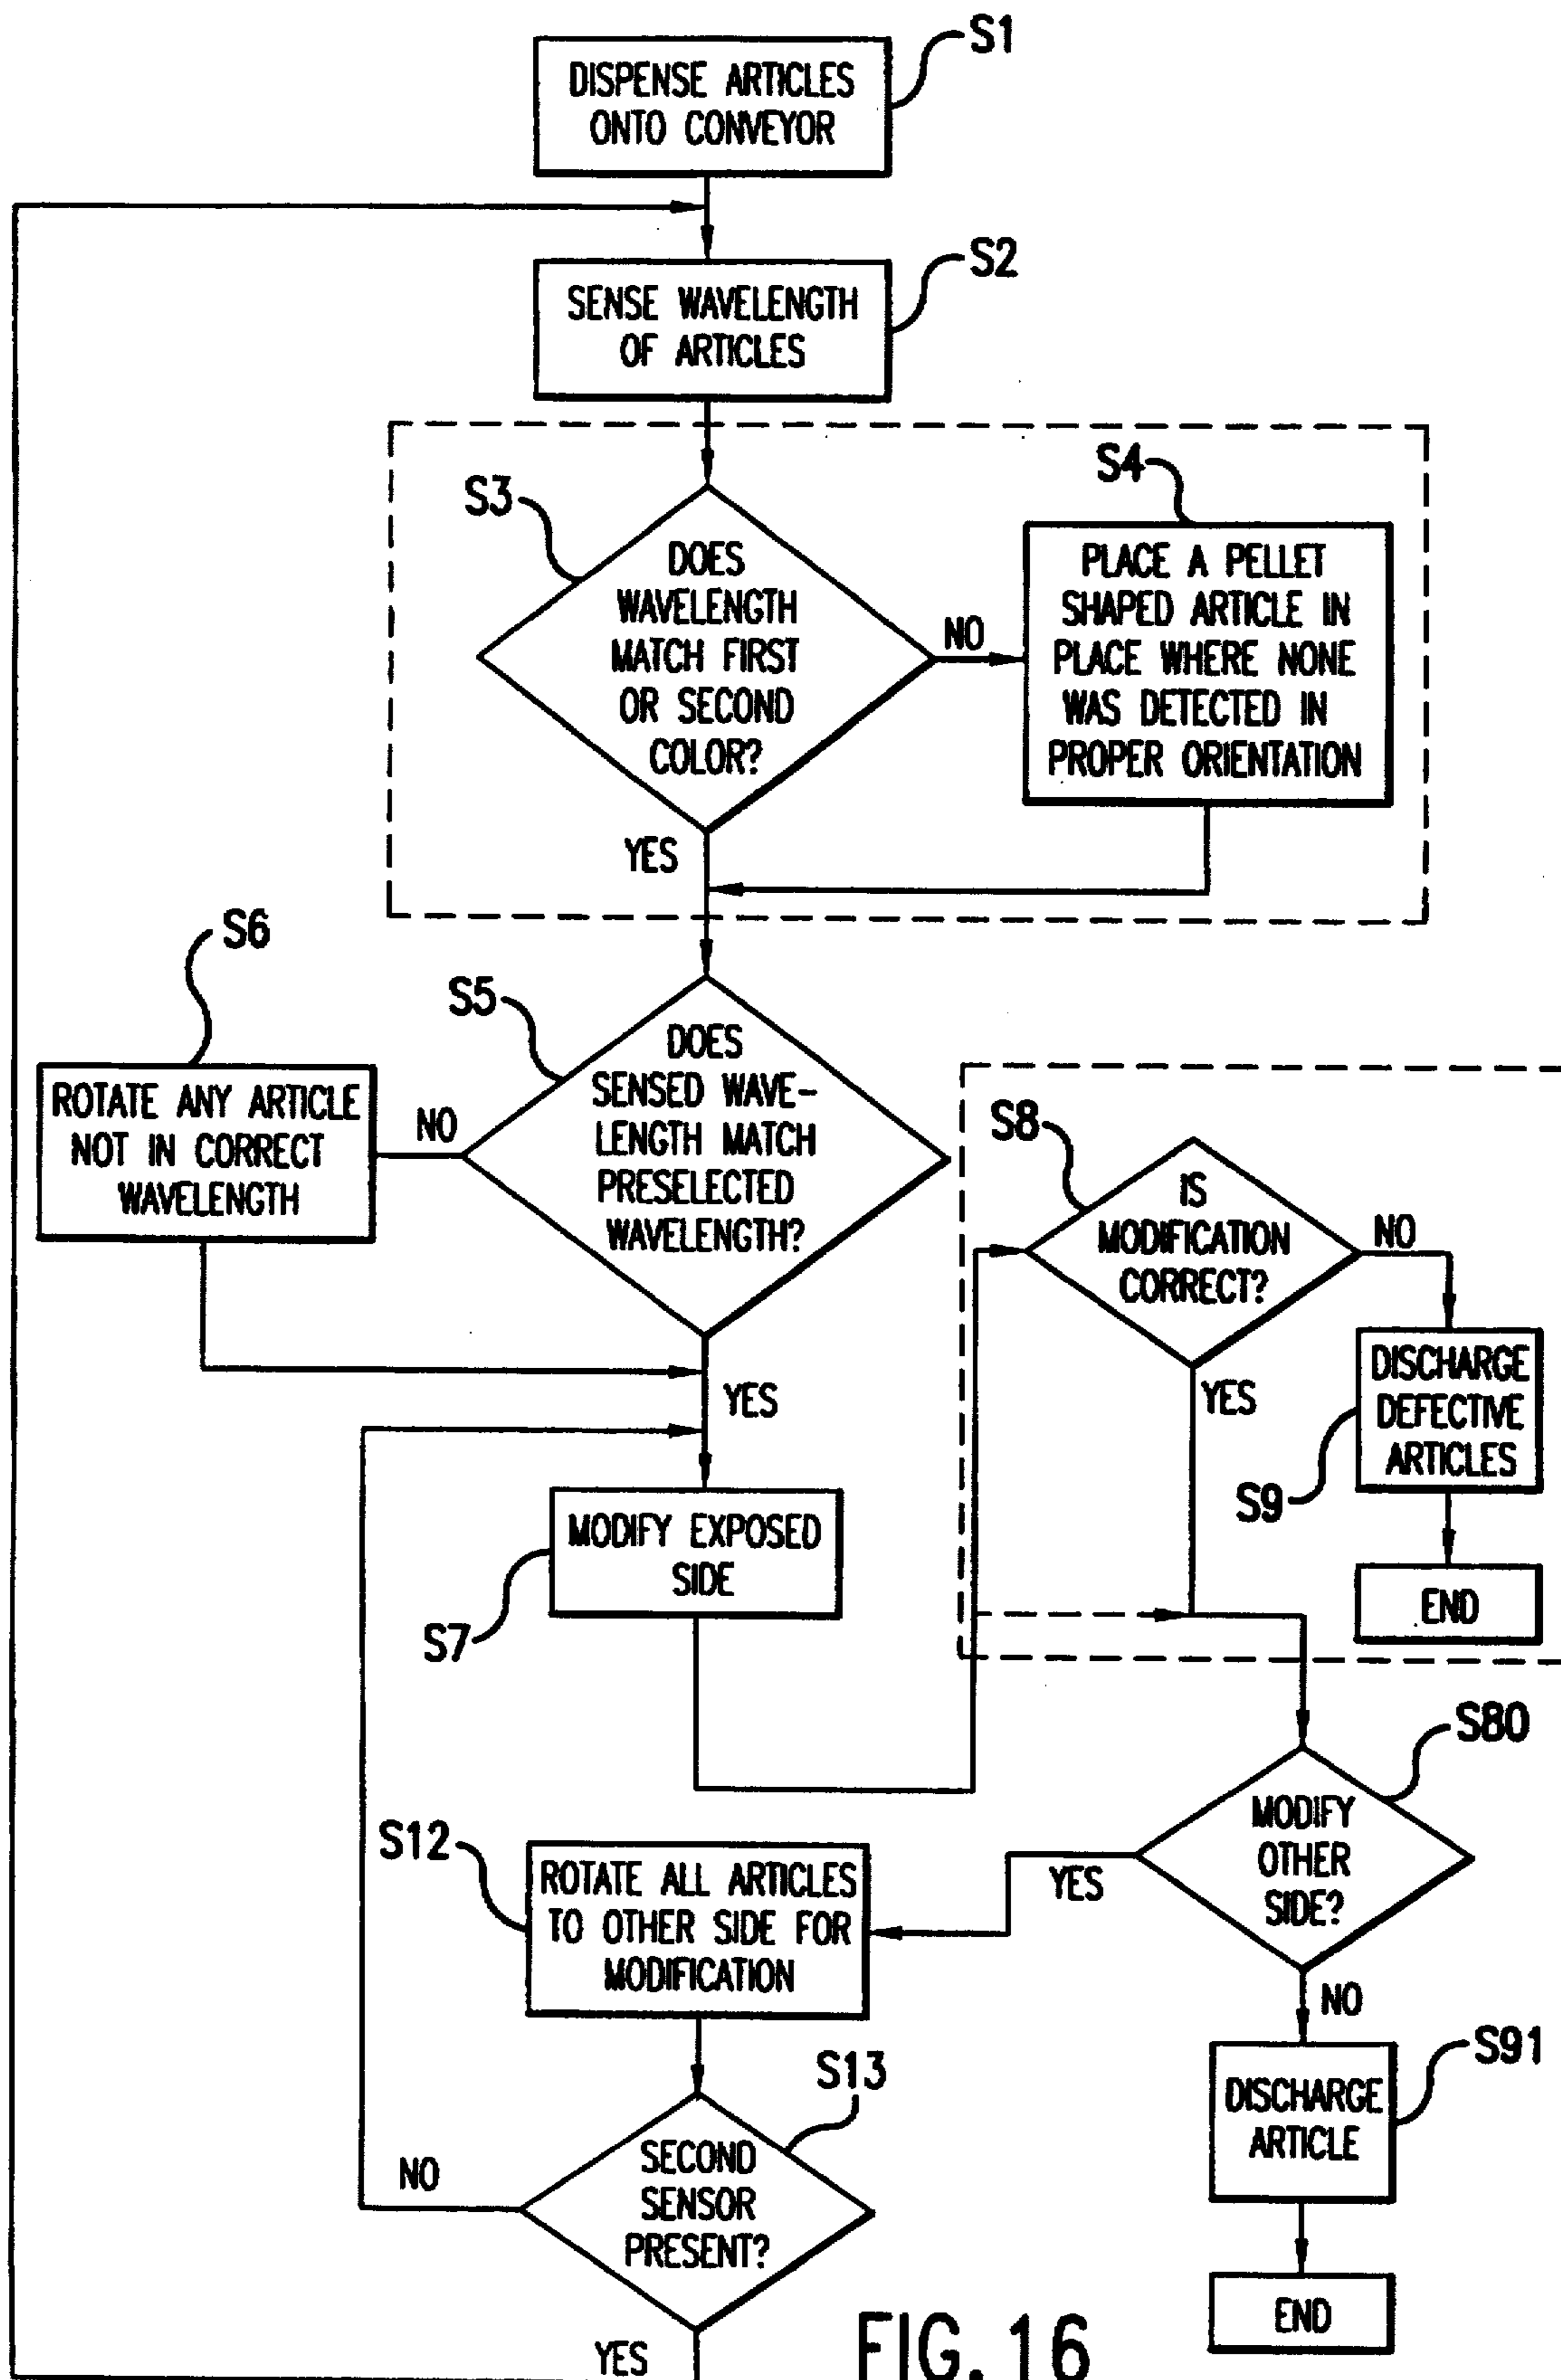 S1
DISPENSE ARTICLES
ONTO CONVEYOR
S2
SENSE WAVELENGTH
OF ARTICLES
S3
DOES
WAVELENGTH
MATCH FIRST
OR SECOND
COLOR?
NO
YES
S4
PLACE A PELLET
SHAPED ARTICLE IN
PLACE WHERE NONE
WAS DETECTED IN
PROPER ORIENTATION
S5
DOES
SENSED WAVE-
LENGTH MATCH
PRESELECTED
WAVELENGTH?
NO
YES
S6
ROTATE ANY ARTICLE
NOT IN CORRECT
WAVELENGTH
S7
MODIFY EXPOSED
SIDE
S8
IS
MODIFICATION
CORRECT?
NO
YES
S9
DISCHARGE
DEFECTIVE
ARTICLES
END
S80
MODIFY
OTHER
SIDE?
YES
NO
S12
ROTATE ALL ARTICLES
TO OTHER SIDE FOR
MODIFICATION
S13
SECOND
SENSOR
PRESENT?
NO
YES
S91
DISCHARGE
ARTICLE
END
FIG. 16